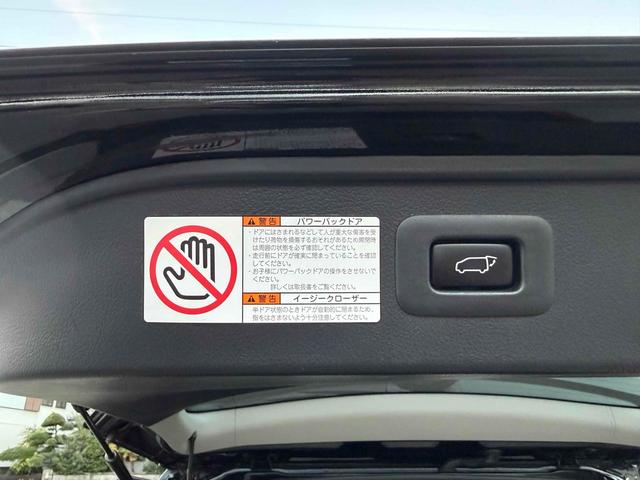 警告 パワーバックドア
・ドアにはさまれるなどして人が重大な傷害を受
けたり荷物を損傷するおそれがあるため開閉時
は周囲の状態を必ず確認してください。
・走行前にドアが確実に閉まっていることを確認
してください。
・お子様にパワーバックドアの操作をさせないで
ください。
詳しくは取扱書をご覧ください。
警告 イージークローザー
半ドア状態のときドアが自動的に閉まるため、
指をはさまないよう十分注意してください。